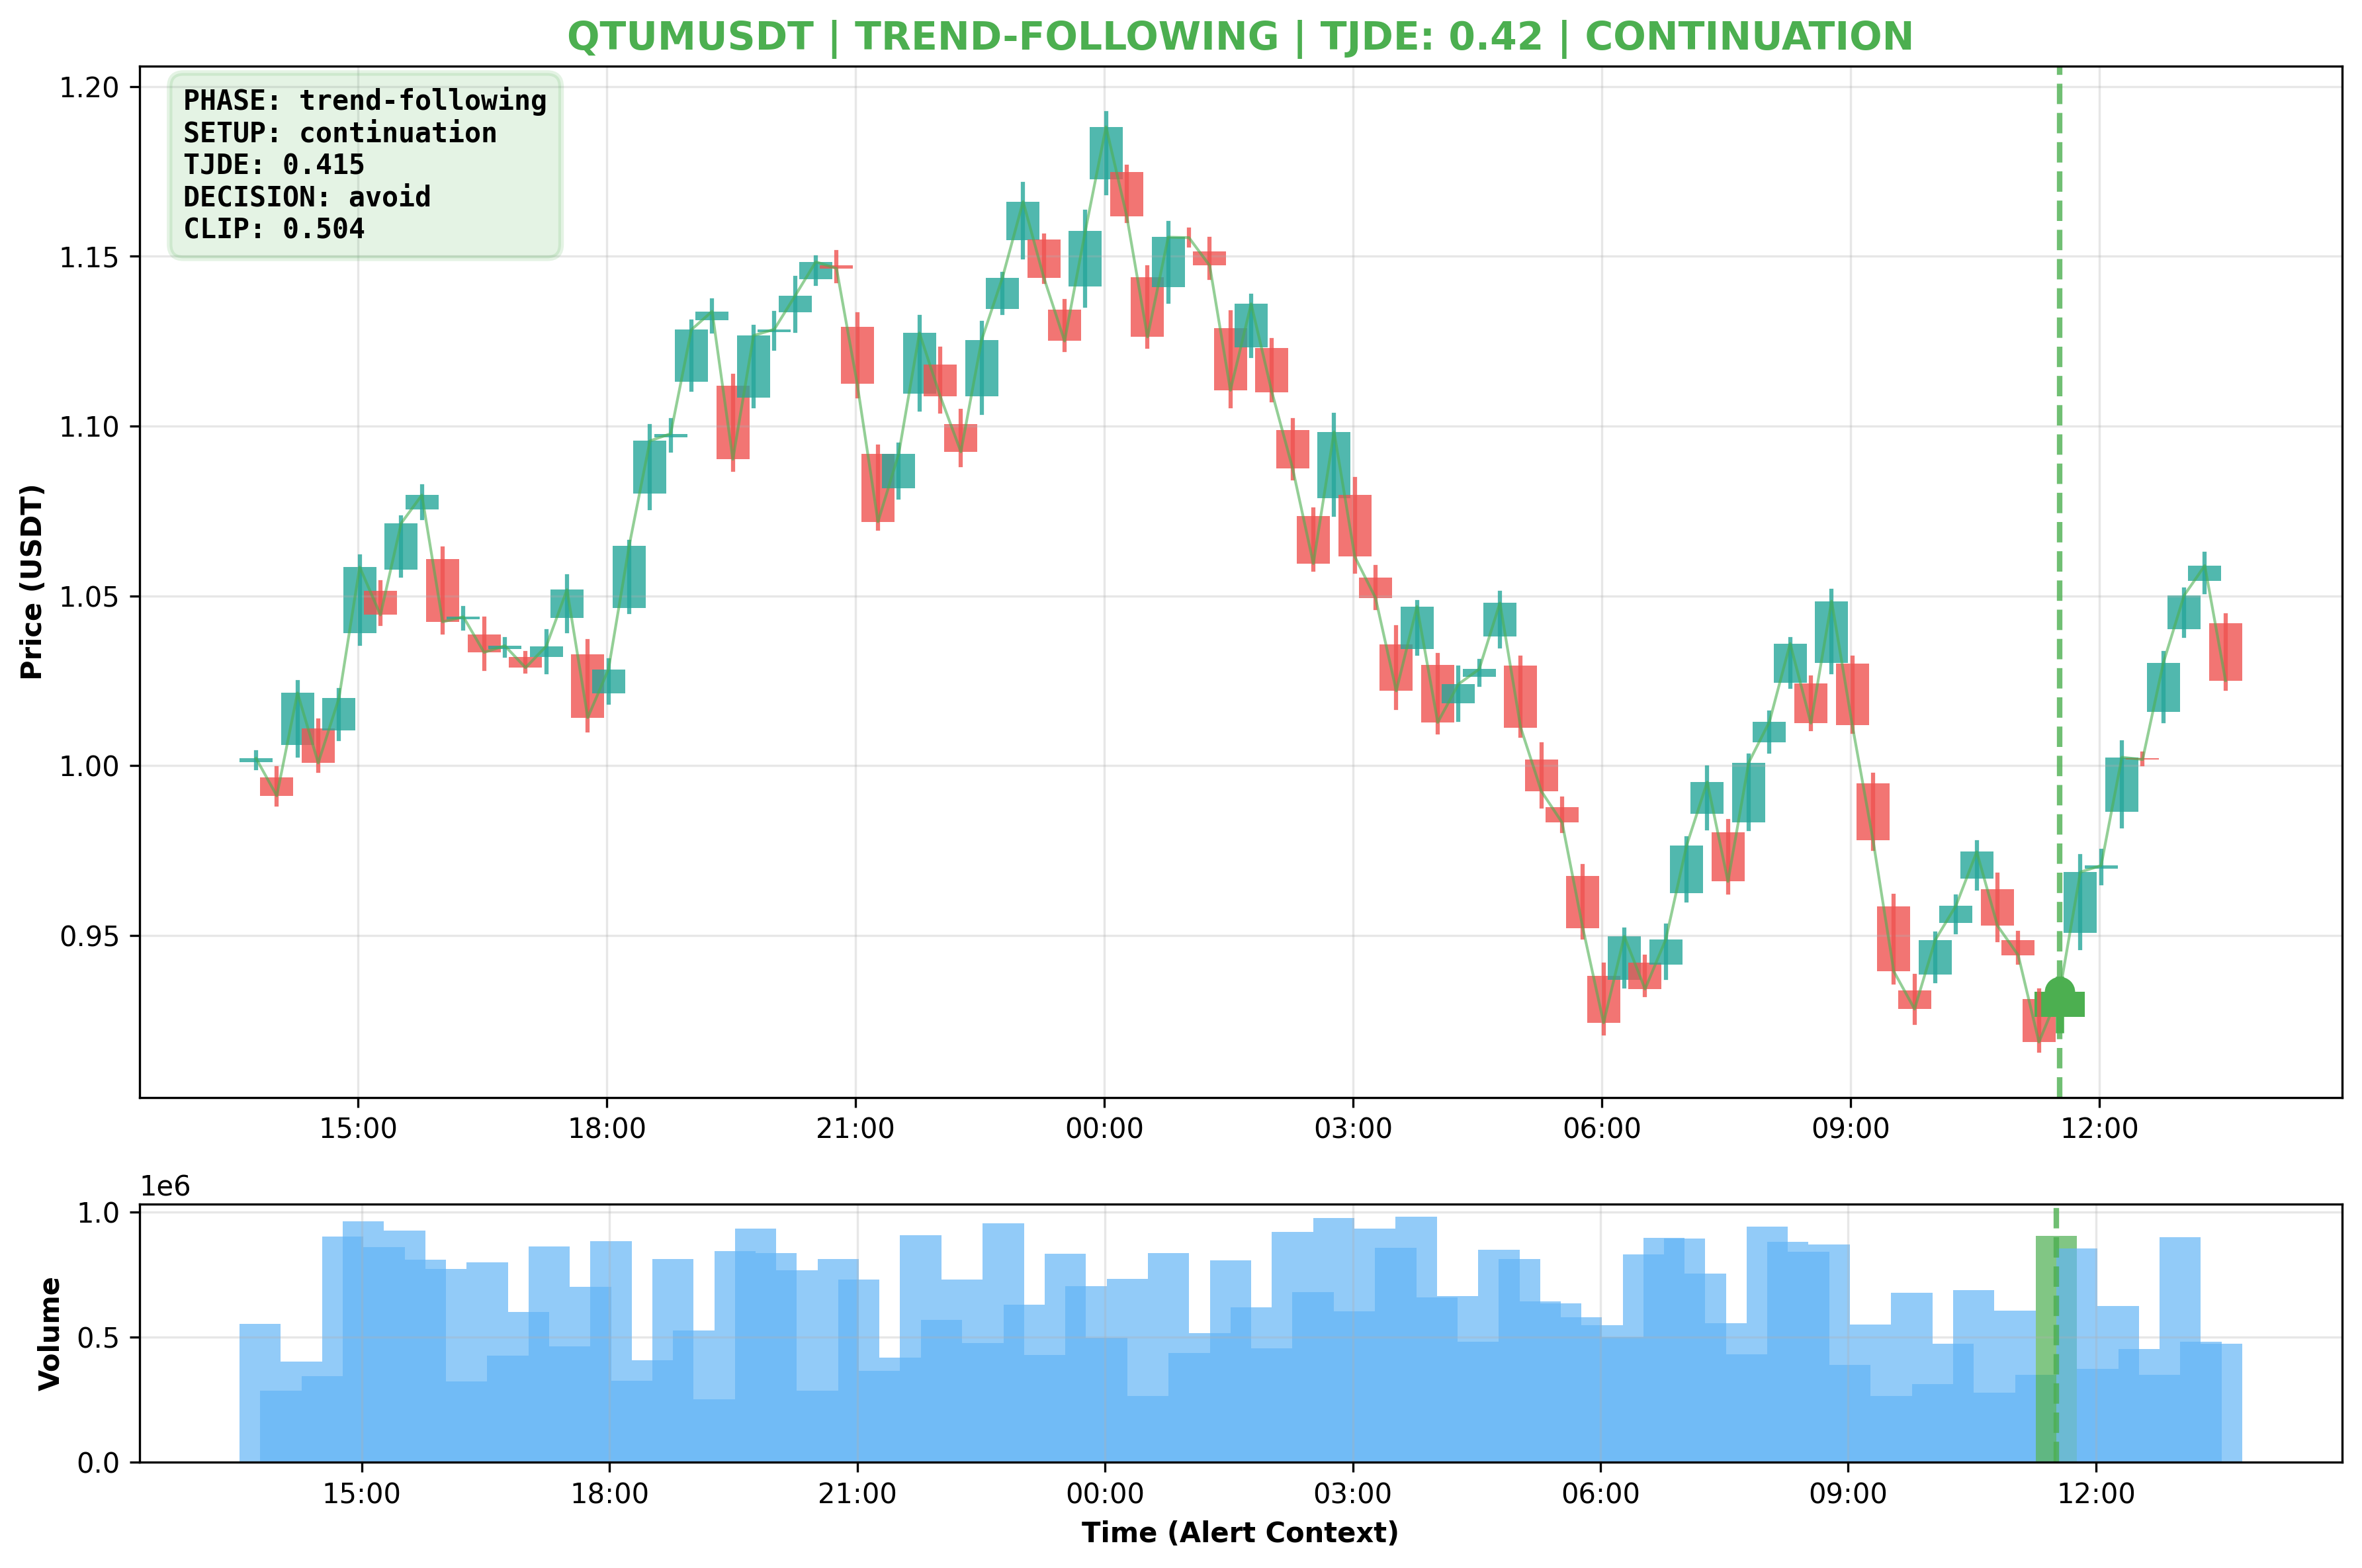 QTUMUSDT | TREND-FOLLOWING | TJDE: 0.42 | CONTINUATION
PHASE: trend-following
SETUP: continuation
TJDE: 0.415
DECISION: avoid
CLIP: 0.504
Price (USDT)
1.20
1.15
1.10
1.05
1.00
0.95
15:00 18:00 21:00 00:00 03:00 06:00 09:00 12:00
1e6
Volume
1.0
0.5
0.0
15:00 18:00 21:00 00:00 03:00 06:00 09:00 12:00
Time (Alert Context)